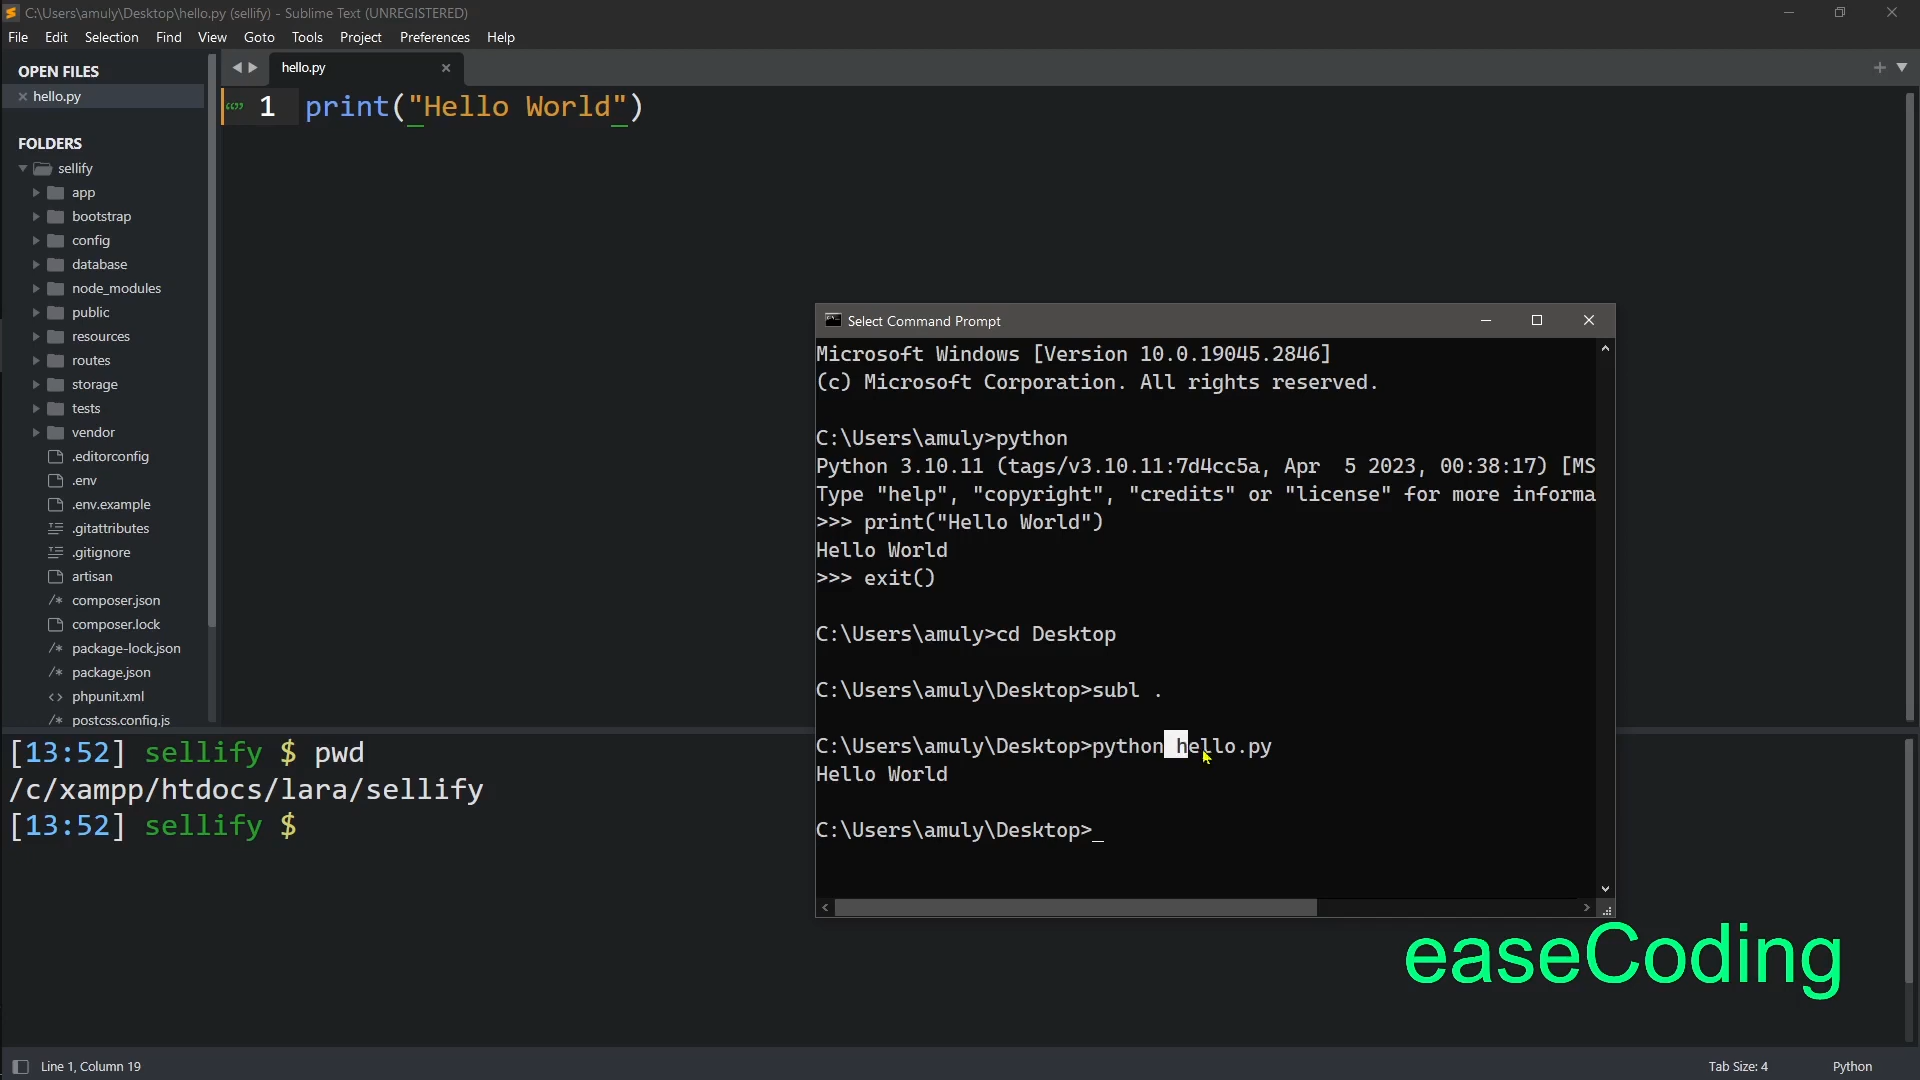 C:\Users\amuly\Desktop\hello.py (sellify) - Sublime Text (UNREGISTERED)
File Edit Selection Find View Goto Tools Project Preferences Help
OPEN FILES
hello.py
FOLDERS
sellify
app
bootstrap
config
database
node_modules
public
resources
routes
storage
tests
vendor
.editorconfig
.env
.env.example
.gitattributes
.gitignore
artisan
/* composer.json
composer.lock
/* package-lock.json
/* package.json
<> phpunit.xml
/* postcss.config.js
hello.py
1 print("Hello World")
Select Command Prompt
Microsoft Windows [Version 10.0.19045.2846]
(c) Microsoft Corporation. All rights reserved.
C:\Users\amuly>python
Python 3.10.11 (tags/v3.10.11:7d4cc5a, Apr  5 2023, 00:38:17) [MS
Type "help", "copyright", "credits" or "license" for more informa
>>> print("Hello World")
Hello World
>>> exit()
C:\Users\amuly>cd Desktop
C:\Users\amuly\Desktop>subl .
C:\Users\amuly\Desktop>python hello.py
Hello World
C:\Users\amuly\Desktop>_
[13:52] sellify $ pwd
/c/xampp/htdocs/lara/sellify
[13:52] sellify $
easeCoding
Line 1, Column 19
Tab Size: 4
Python